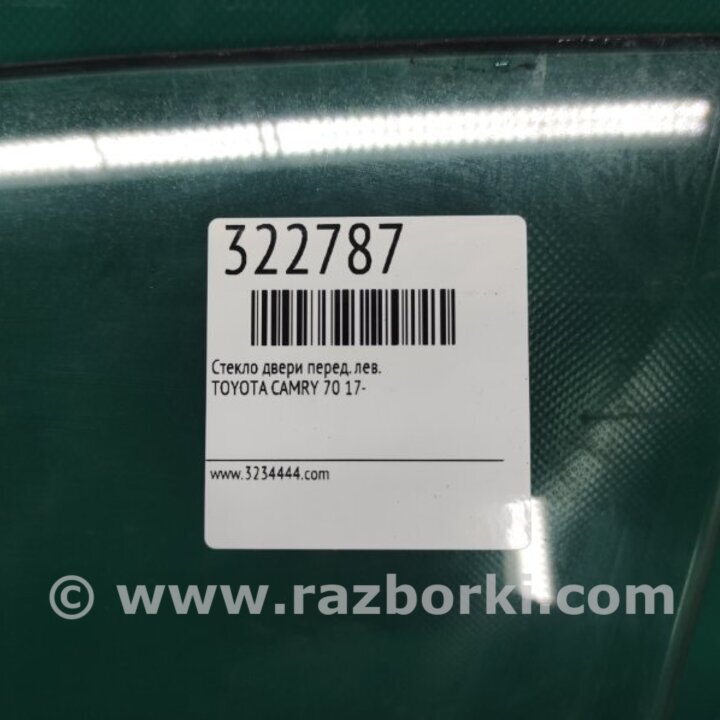 322787
Стекло двери перед. лев.
TOYOTA CAMRY 70 17-
www.3234444.com
© www.razborki.com